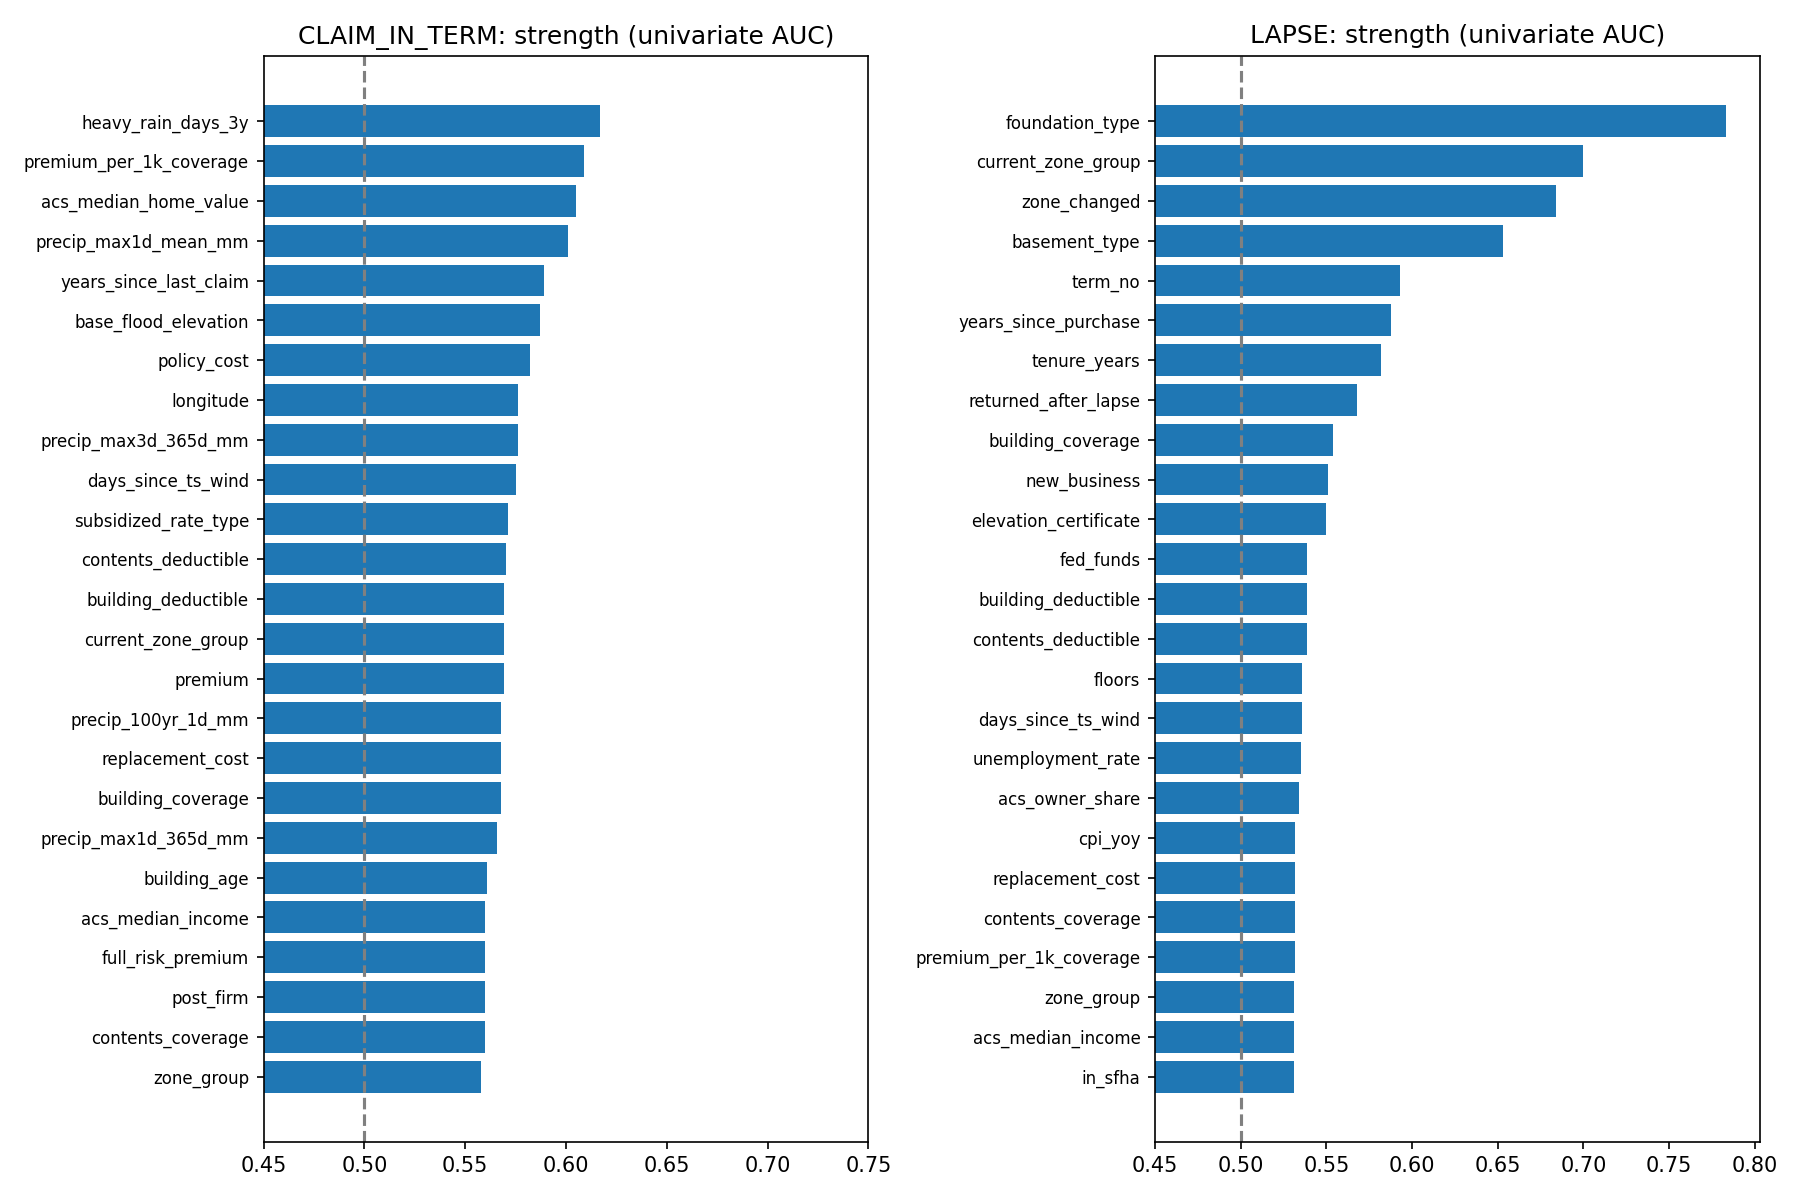 CLAIM_IN_TERM: strength (univariate AUC)
heavy_rain_days_3y
premium_per_1k_coverage
acs_median_home_value
precip_max1d_mean_mm
years_since_last_claim
base_flood_elevation
policy_cost
longitude
precip_max3d_365d_mm
days_since_ts_wind
subsidized_rate_type
contents_deductible
building_deductible
current_zone_group
premium
precip_100yr_1d_mm
replacement_cost
building_coverage
precip_max1d_365d_mm
building_age
acs_median_income
full_risk_premium
post_firm
contents_coverage
zone_group
0.45 0.50 0.55 0.60 0.65 0.70 0.75
LAPSE: strength (univariate AUC)
foundation_type
current_zone_group
zone_changed
basement_type
term_no
years_since_purchase
tenure_years
returned_after_lapse
building_coverage
new_business
elevation_certificate
fed_funds
building_deductible
contents_deductible
floors
days_since_ts_wind
unemployment_rate
acs_owner_share
cpi_yoy
replacement_cost
contents_coverage
premium_per_1k_coverage
zone_group
acs_median_income
in_sfha
0.45 0.50 0.55 0.60 0.65 0.70 0.75 0.80